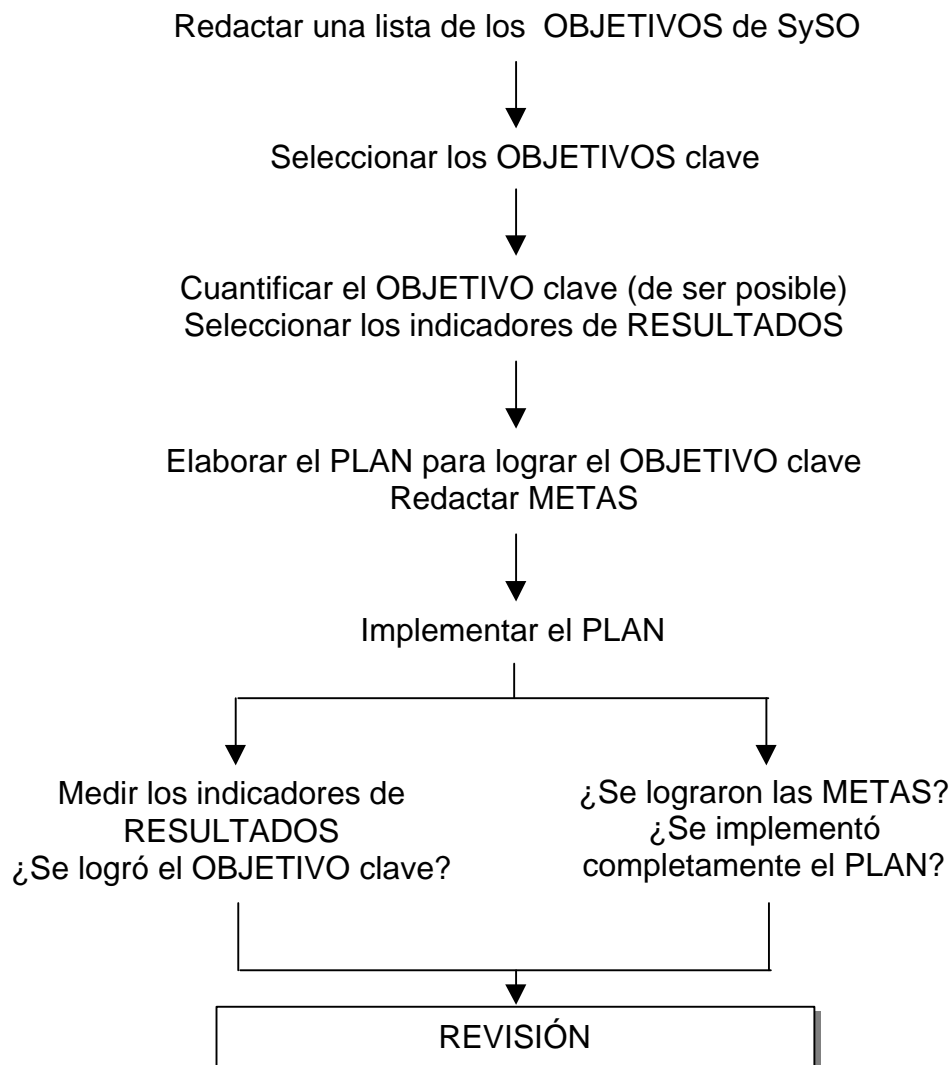 Redactar una lista de los  OBJETIVOS de SySO
Seleccionar los OBJETIVOS clave
Cuantificar el OBJETIVO clave (de ser posible)
Seleccionar los indicadores de RESULTADOS
Elaborar el PLAN para lograr el OBJETIVO clave
Redactar METAS
Implementar el PLAN
Medir los indicadores de
RESULTADOS
¿Se logró el OBJETIVO clave?
¿Se lograron las METAS?
¿Se implementó
completamente el PLAN?
REVISIÓN